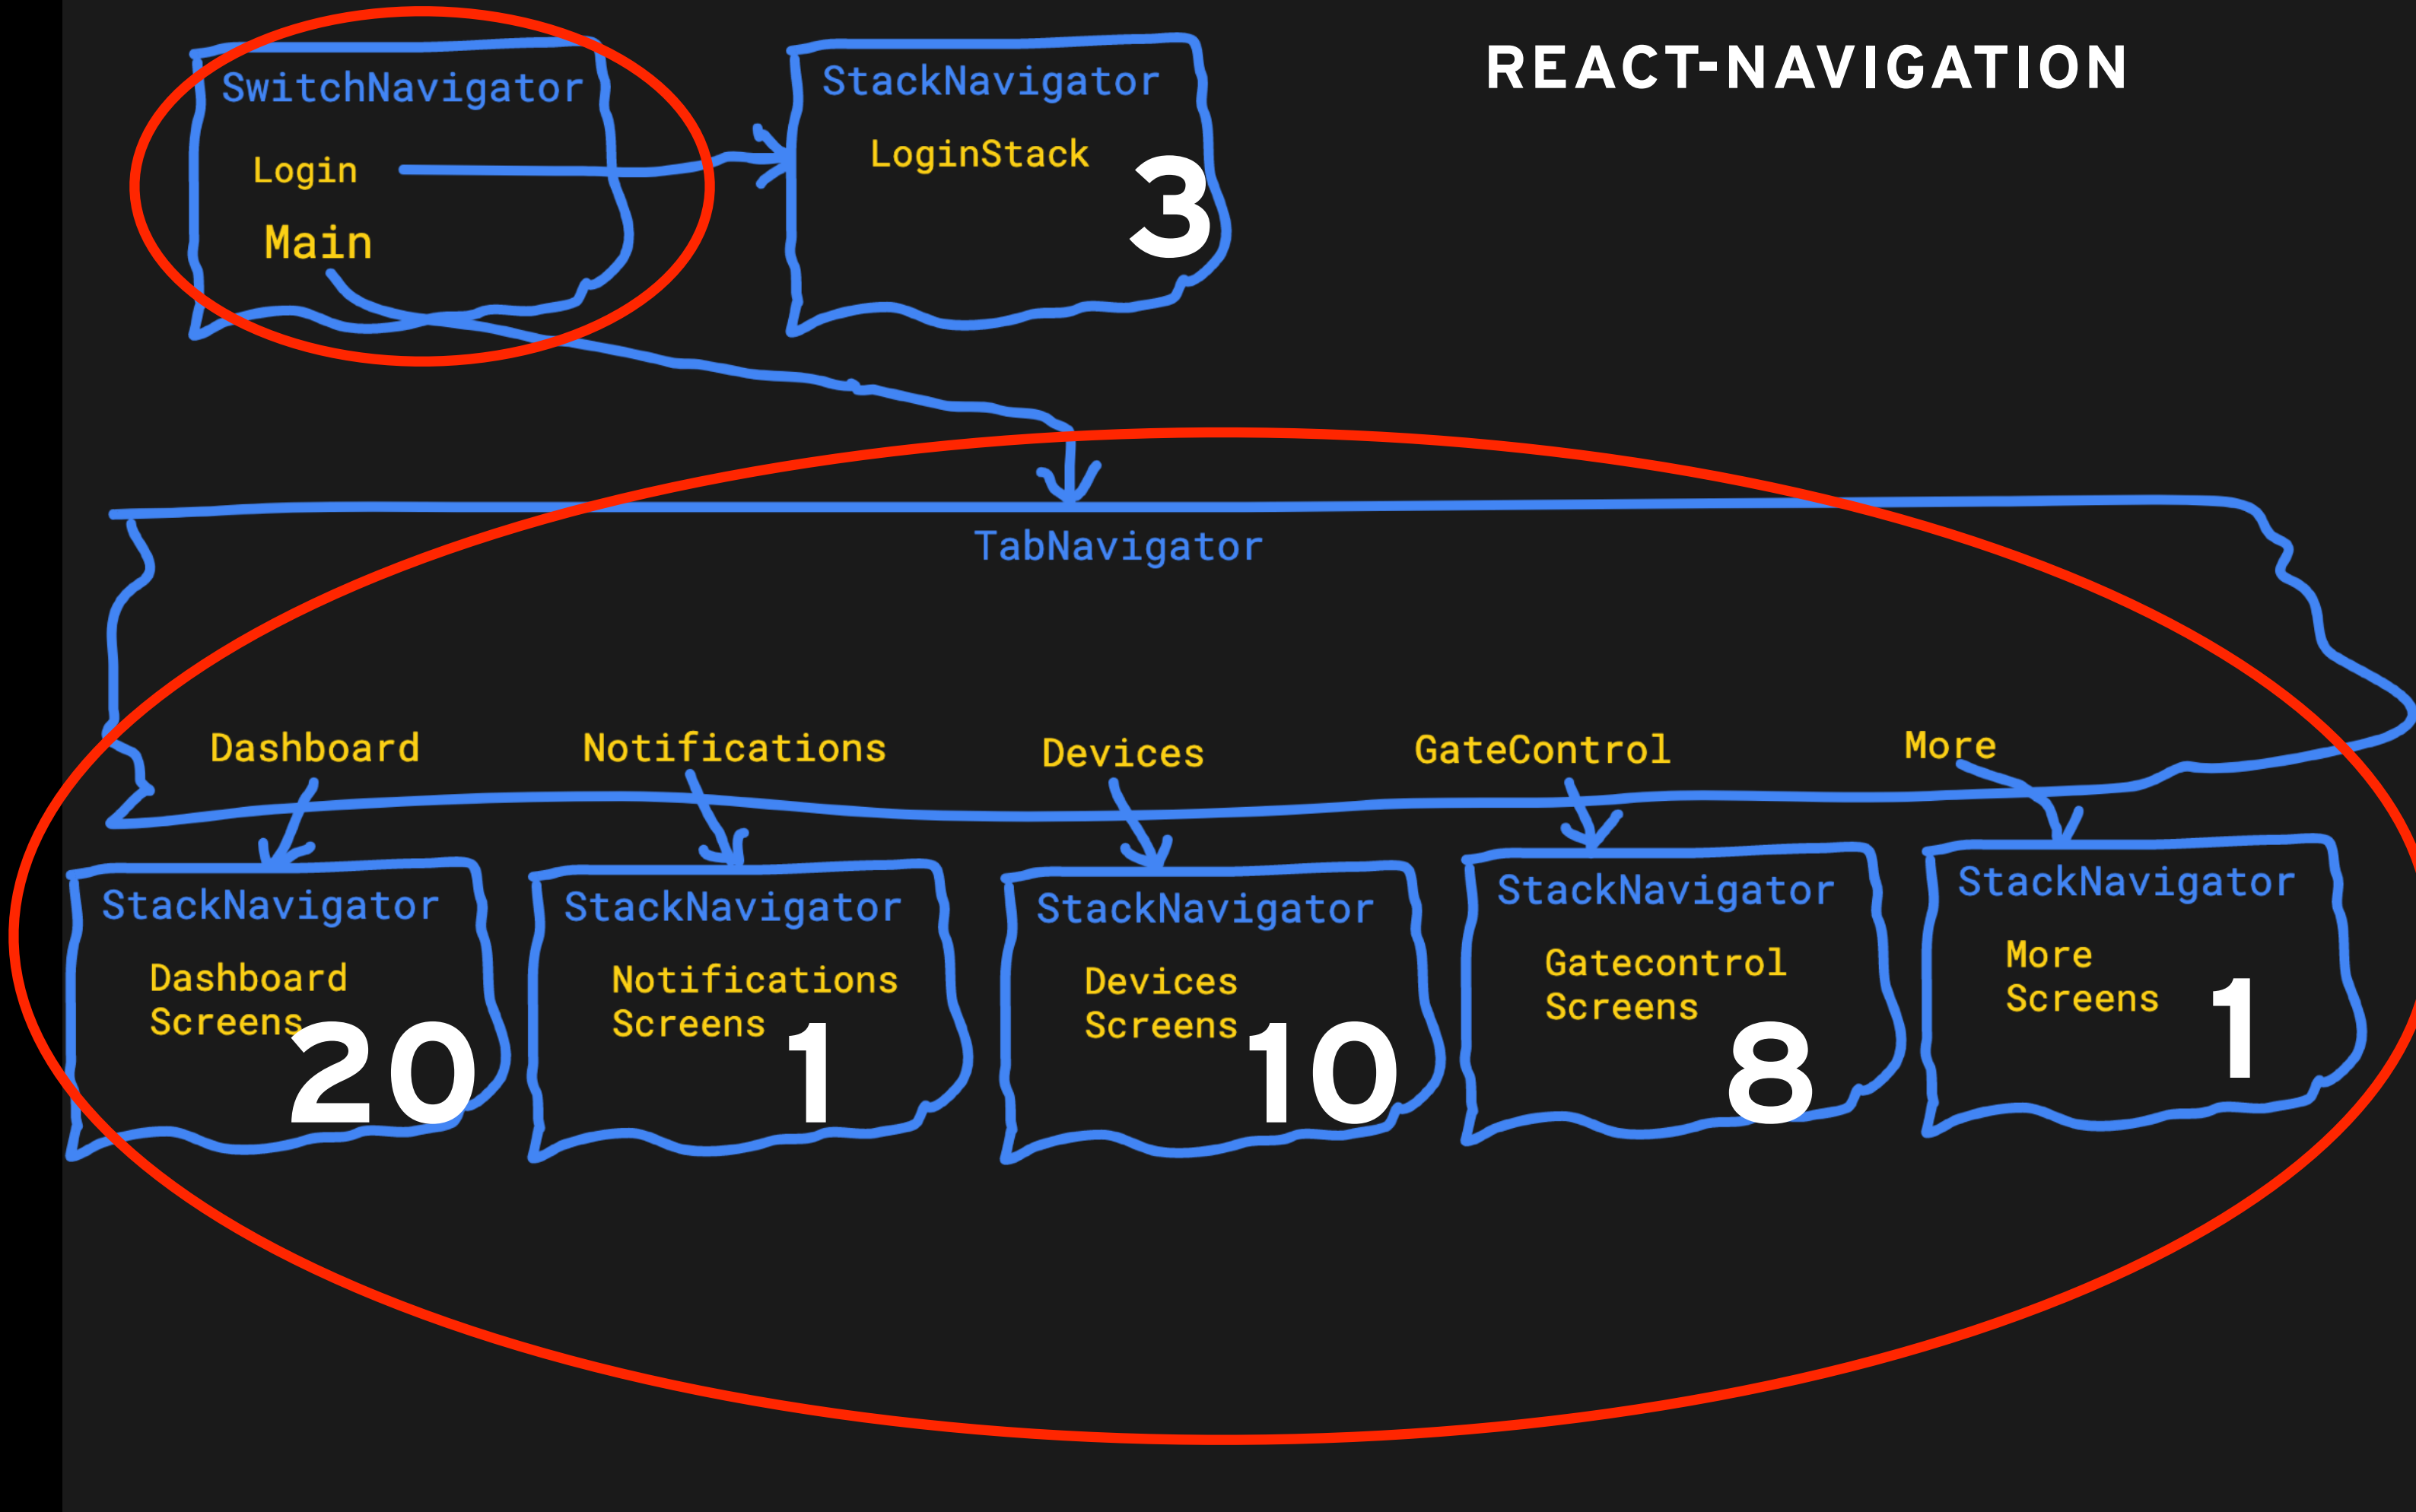 REACT-NAVIGATION
SwitchNavigator
Login
Main
StackNavigator
LoginStack
3
TabNavigator
Dashboard
Notifications
Devices
GateControl
More
StackNavigator
Dashboard
Screens
20
StackNavigator
Notifications
Screens
1
StackNavigator
Devices
Screens
10
StackNavigator
Gatecontrol
Screens
8
StackNavigator
More
Screens
1